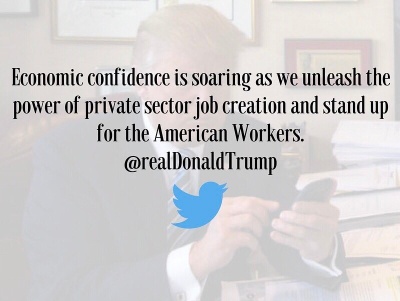 Economic confidence is soaring as we unleash the
power of private sector job creation and stand up
for the American Workers.
@realDonaldTrump